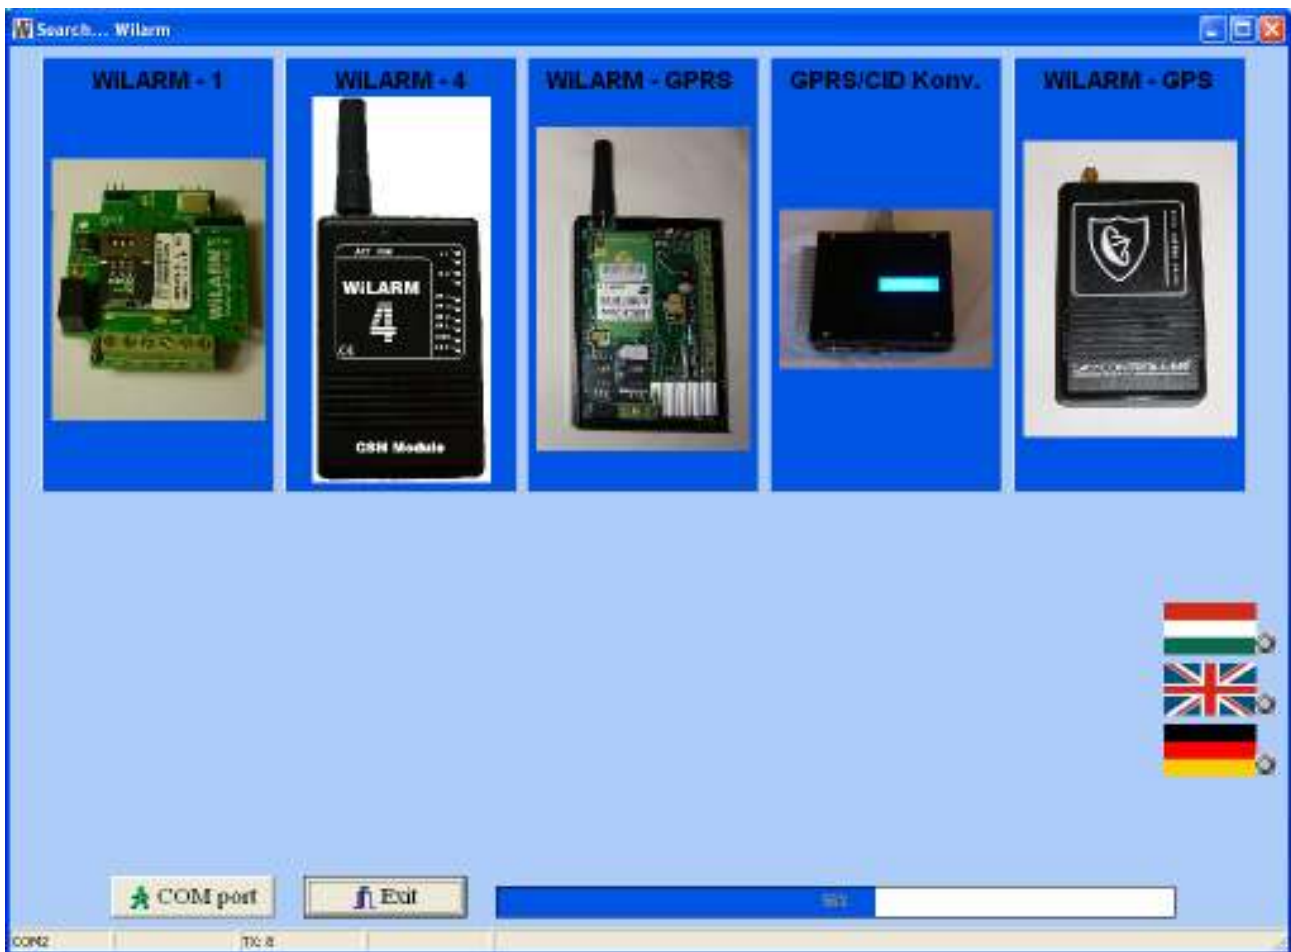 Search... Wilarm
WiLARM - 1
WiLARM - 4
WiLARM - GPRS
GPRS/CID Konv.
WiLARM - GPS
WiLARM
WiLARM
4
GSM Module
COM port
Exit
COM2
TX: 8